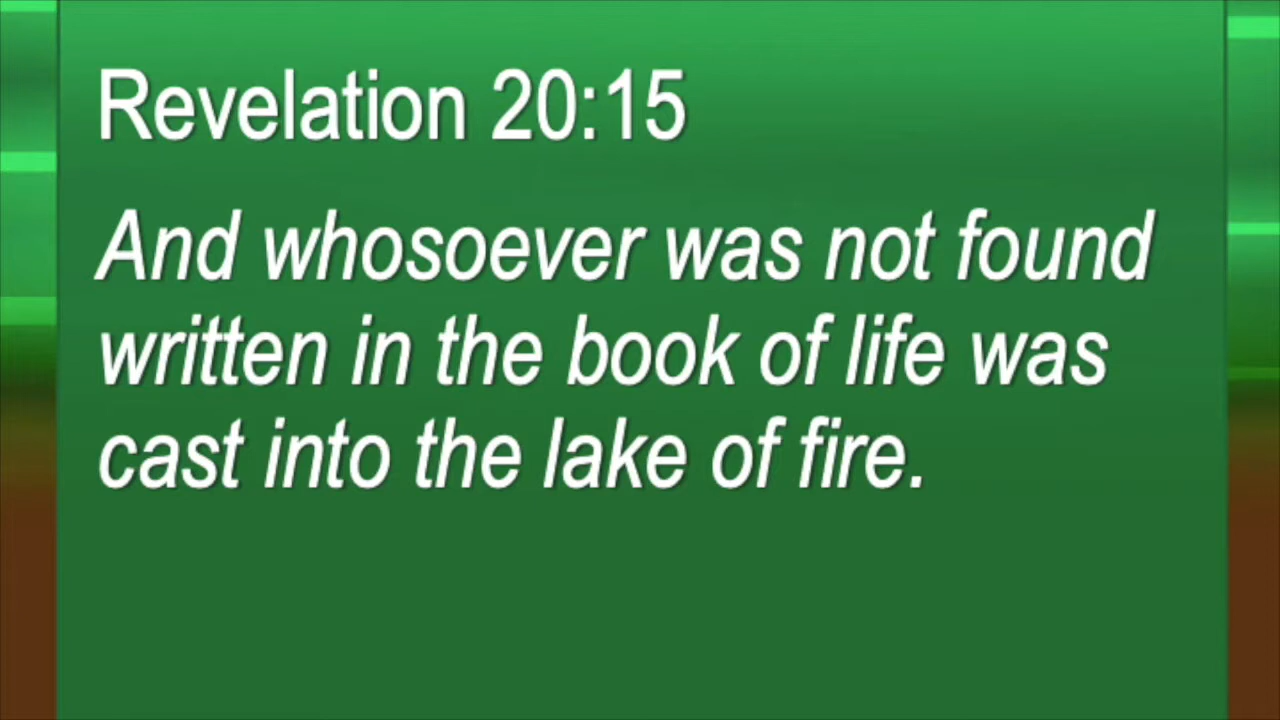 Revelation 20:15
And whosoever was not found
written in the book of life was
cast into the lake of fire.